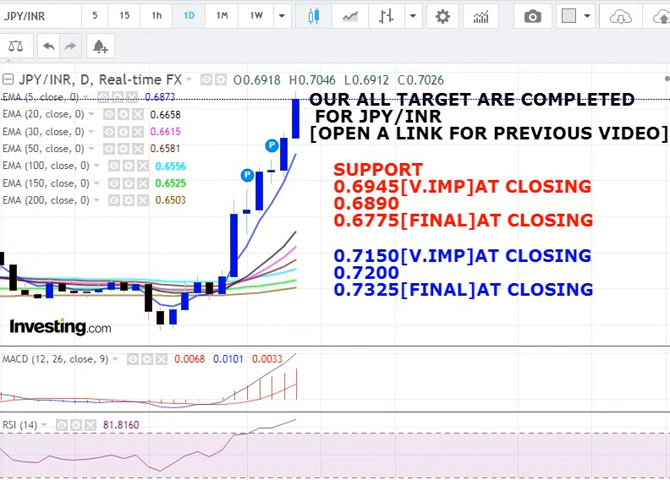 JPY/INR 5 15 1h 1D 1M 1W
JPY/INR, D, Real-time FX O0.6918 H0.7046 L0.6912 C0.7026
EMA (5, close, 0) 0.6873
EMA (20, close, 0) 0.6658
EMA (30, close, 0) 0.6615
EMA (50, close, 0) 0.6581
EMA (100, close, 0) 0.6556
EMA (150, close, 0) 0.6525
EMA (200, close, 0) 0.6503
P
P
OUR ALL TARGET ARE COMPLETED
FOR JPY/INR
[OPEN A LINK FOR PREVIOUS VIDEO]
SUPPORT
0.6945[V.IMP]AT CLOSING
0.6890
0.6775[FINAL]AT CLOSING
0.7150[V.IMP]AT CLOSING
0.7200
0.7325[FINAL]AT CLOSING
Investing.com
MACD (12, 26, close, 9) 0.0068 0.0101 0.0033
RSI (14) 81.8160